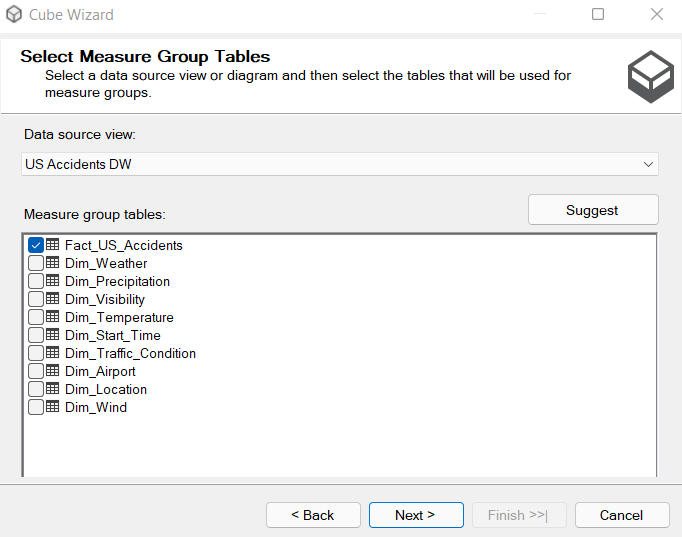 Cube Wizard
Select Measure Group Tables
Select a data source view or diagram and then select the tables that will be used for
measure groups.
Data source view:
US Accidents DW
Measure group tables:
Suggest
Fact_US_Accidents
Dim_Weather
Dim_Precipitation
Dim_Visibility
Dim_Temperature
Dim_Start_Time
Dim_Traffic_Condition
Dim_Airport
Dim_Location
Dim_Wind
< Back
Next >
Finish >>|
Cancel